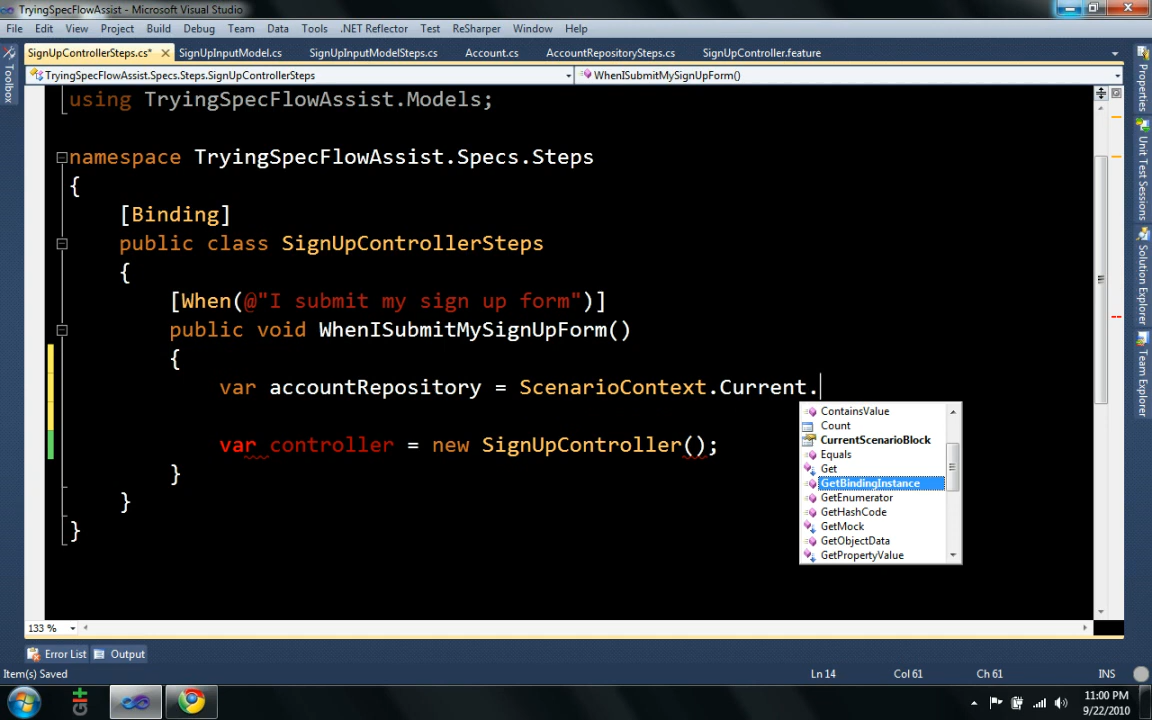 TryingSpecFlowAssist - Microsoft Visual Studio
File Edit View Project Build Debug Team Data Tools .NET Reflector Test ReSharper Window Help
SignUpControllerSteps.cs* SignUpInputModel.cs SignUpInputModelSteps.cs Account.cs AccountRepositorySteps.cs SignUpController.feature
TryingSpecFlowAssist.Specs.Steps.SignUpControllerSteps WhenISubmitMySignUpForm()
using TryingSpecFlowAssist.Models;
namespace TryingSpecFlowAssist.Specs.Steps
{
[Binding]
public class SignUpControllerSteps
{
[When(@"I submit my sign up form")]
public void WhenISubmitMySignUpForm()
{
var accountRepository = ScenarioContext.Current.
var controller = new SignUpController();
}
}
}
ContainsValue
Count
CurrentScenarioBlock
Equals
Get
GetBindingInstance
GetEnumerator
GetHashCode
GetMock
GetObjectData
GetPropertyValue
Toolbox
Properties
Unit Test Sessions
Solution Explorer
Team Explorer
133 %
Error List Output
Item(s) Saved Ln 14 Col 61 Ch 61 INS
git
11:00 PM
9/22/2010